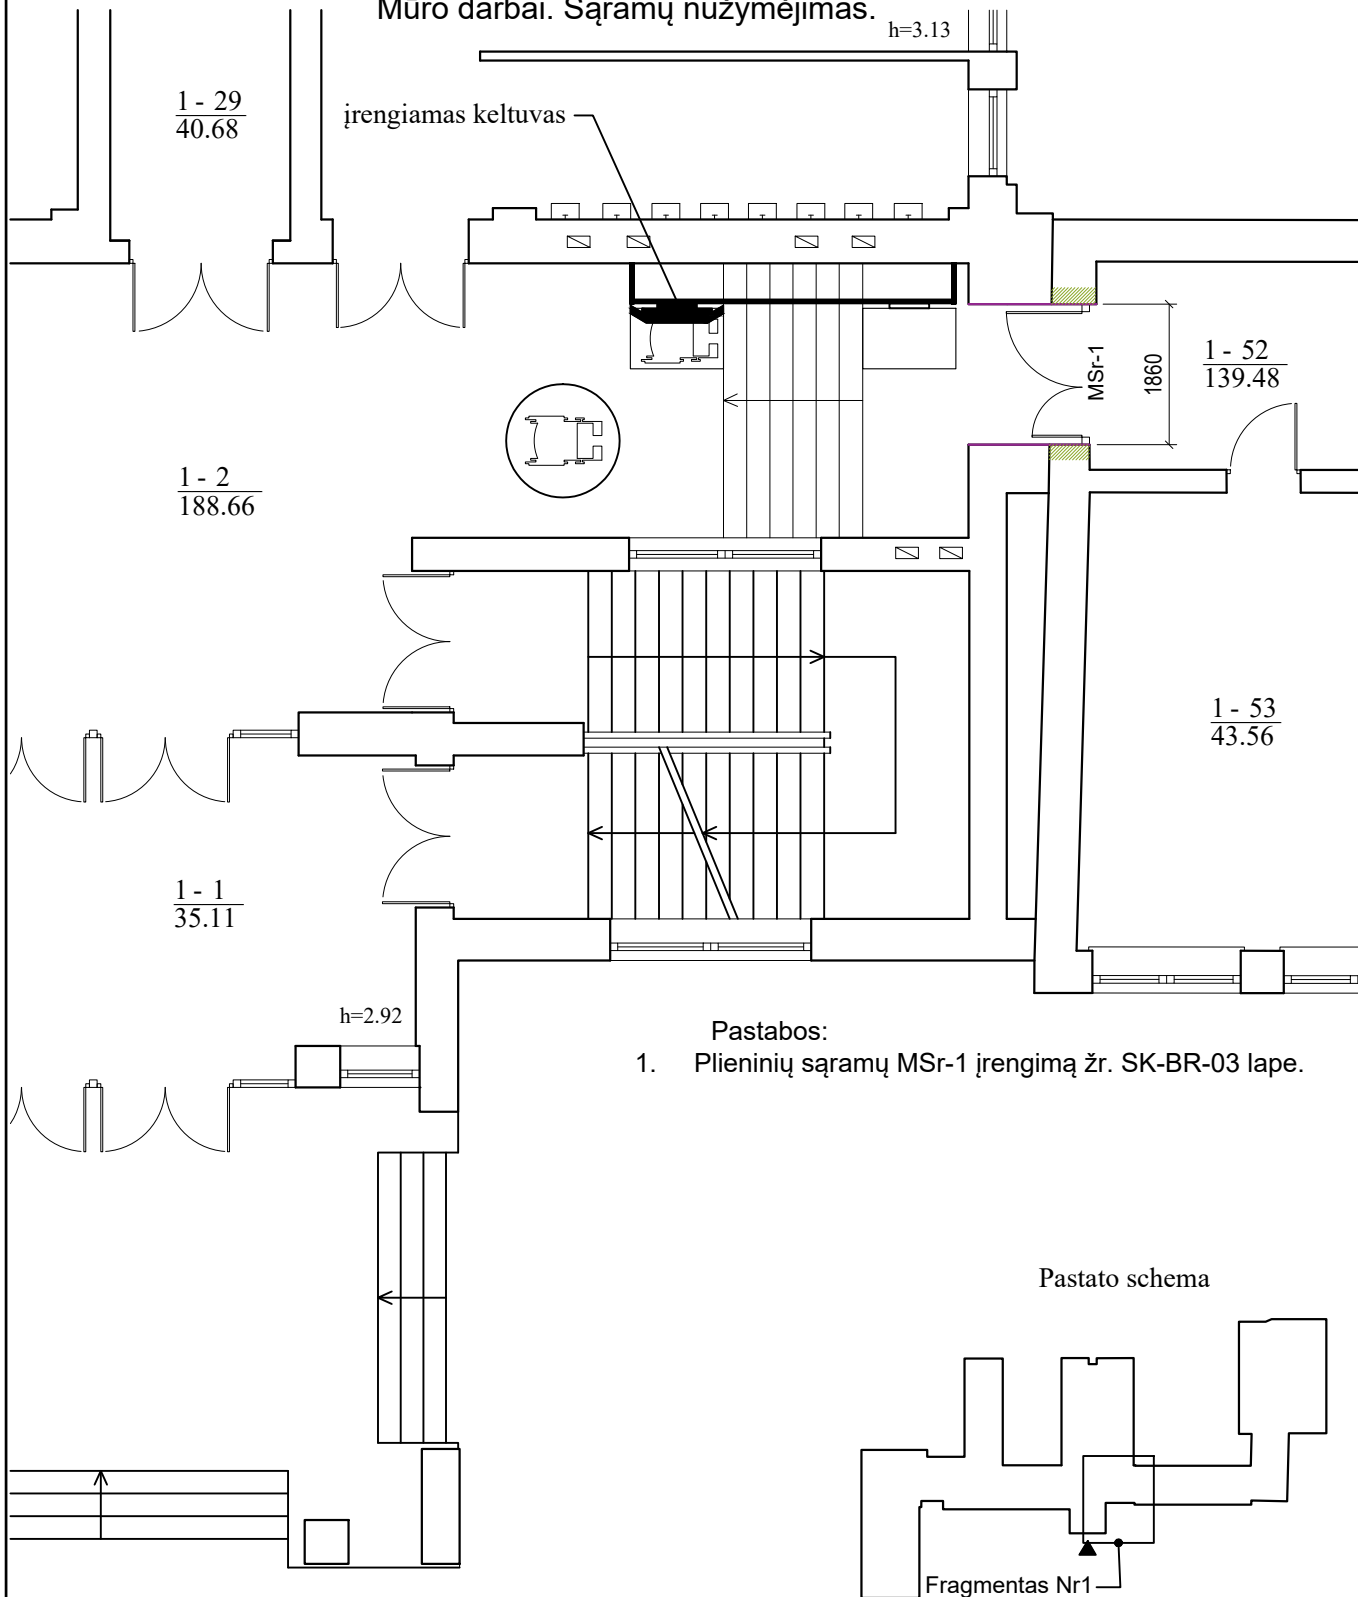 Mūro darbai. Sąramų nužymėjimas.
h=3.13
1 - 29
40.68
įrengiamas keltuvas
MSr-1
1860
1 - 52
139.48
1 - 2
188.66
1 - 53
43.56
1 - 1
35.11
h=2.92
Pastabos:
1. Plieninių sąramų MSr-1 įrengimą žr. SK-BR-03 lape.
Pastato schema
Fragmentas Nr1